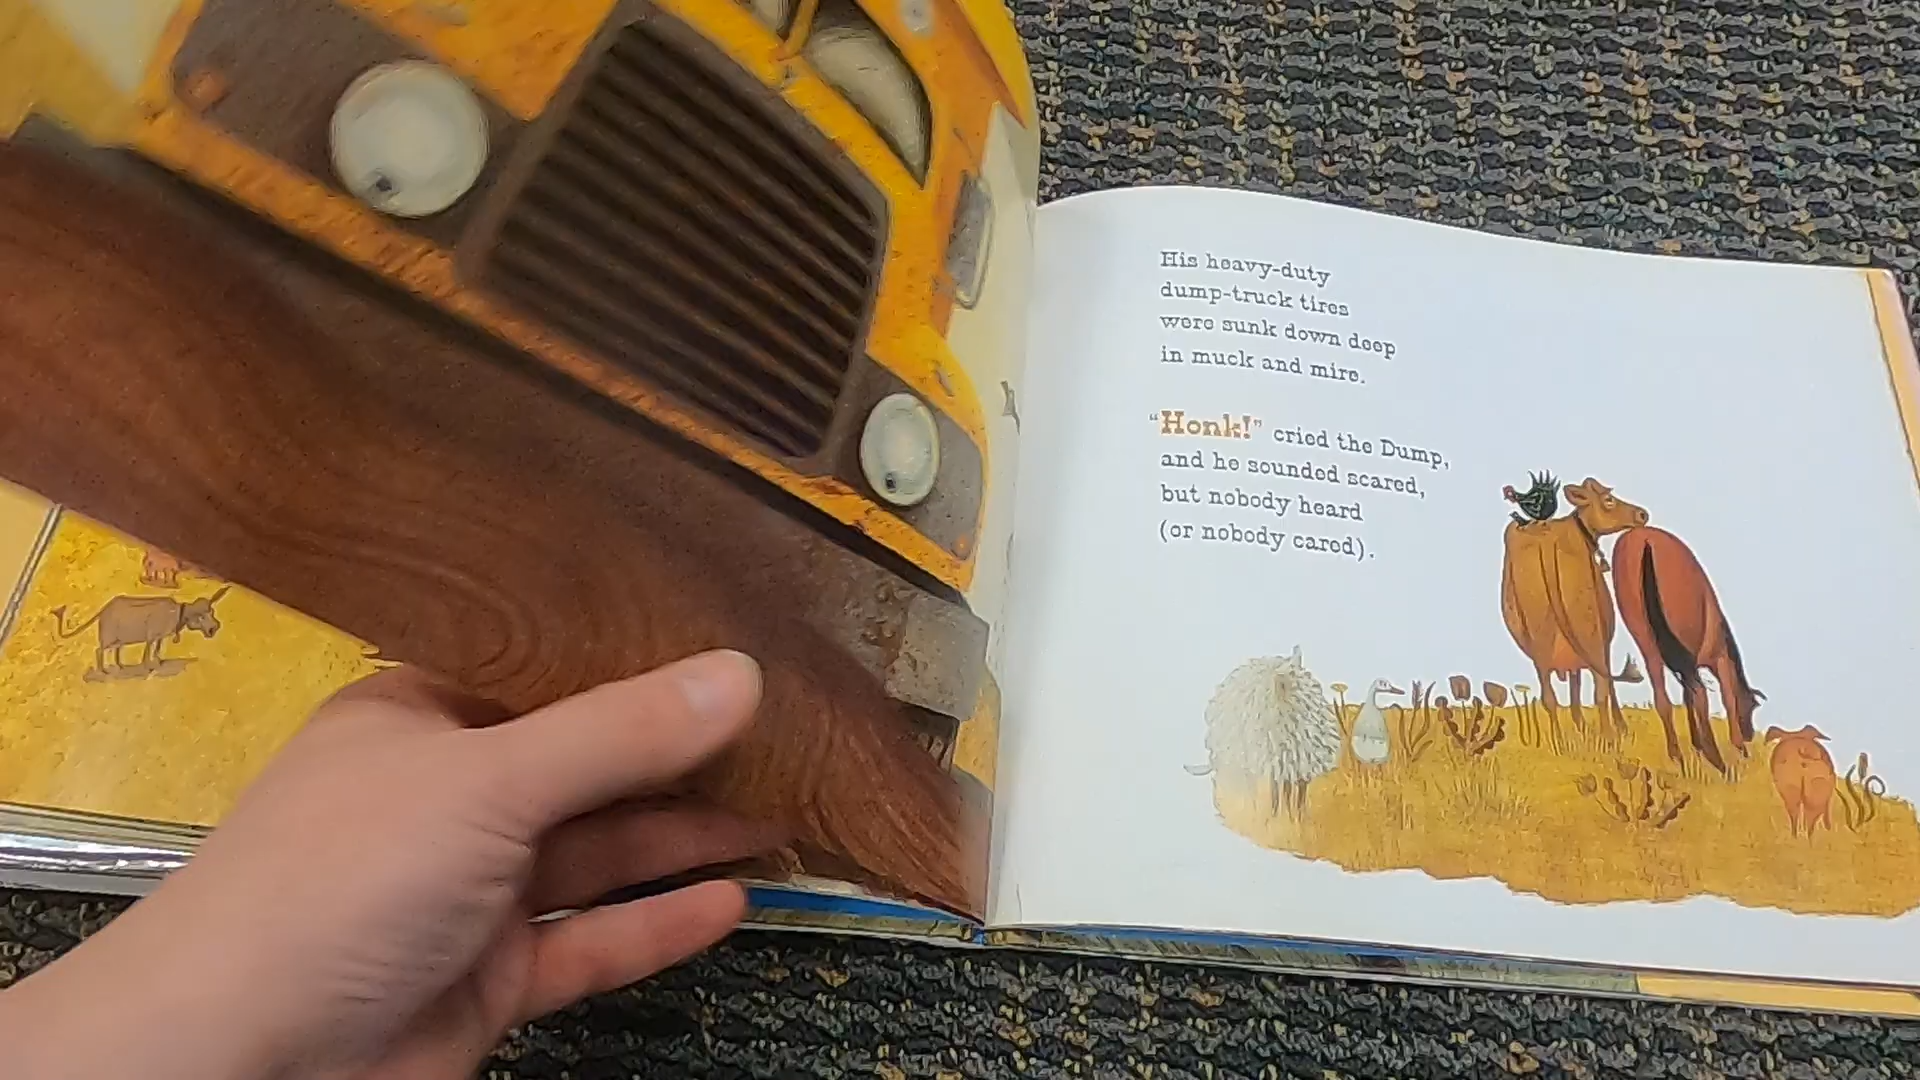 His heavy-duty
dump-truck tires
were sunk down deep
in muck and mire.
“Honk!” cried the Dump,
and he sounded scared,
but nobody heard
(or nobody cared).